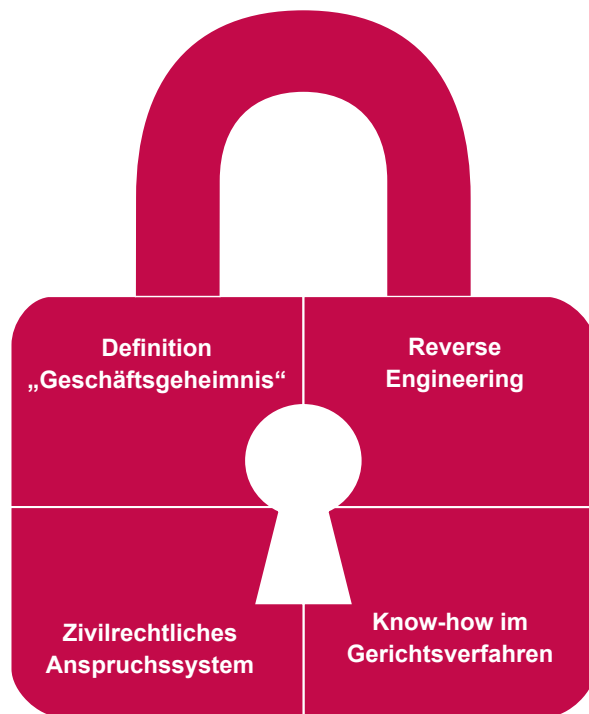 Definition
„Geschäftsgeheimnis“
Reverse
Engineering
Zivilrechtliches
Anspruchssystem
Know-how im
Gerichtsverfahren